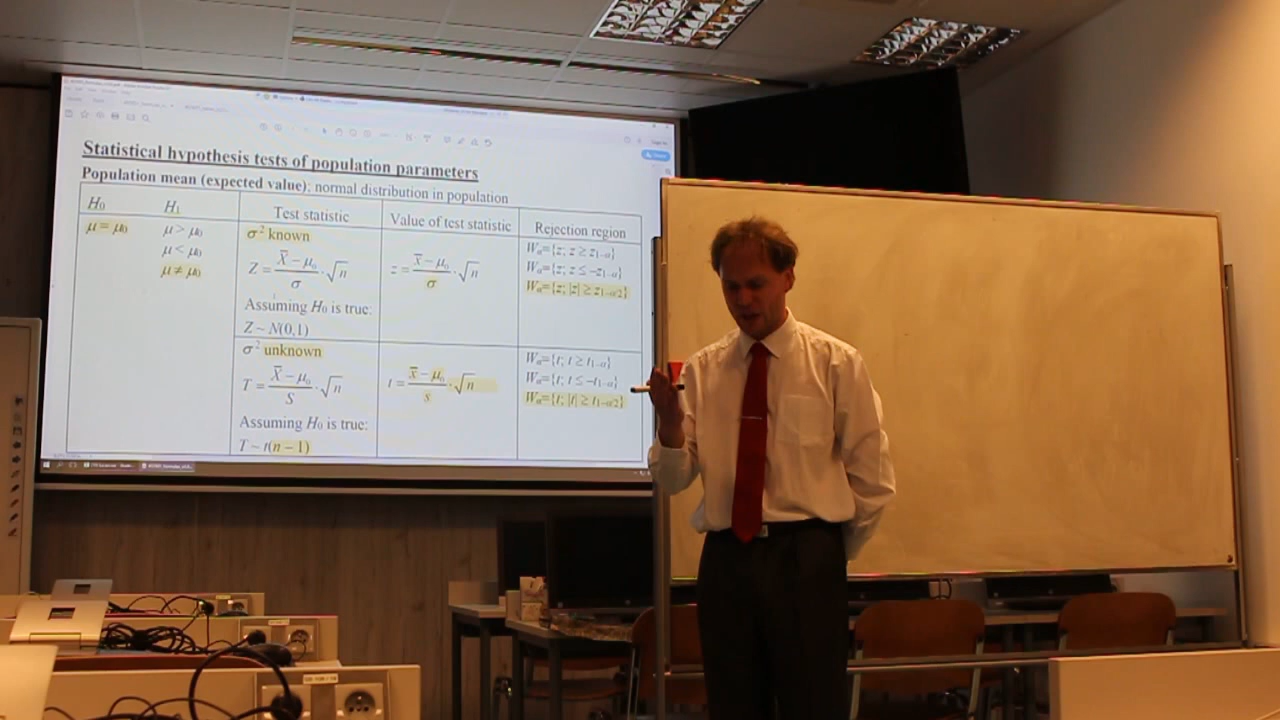 Statistical hypothesis tests of population parameters
Population mean (expected value); normal distribution in population
H₀ H₁ Test statistic Value of test statistic Rejection region
μ = μ₀ μ > μ₀ σ² known Wα={z; z ≥ z₁₋α}
μ < μ₀ Z = (X̄ − μ₀)/σ · √n z = (x̄ − μ₀)/σ · √n Wα={z; z ≤ −z₁₋α}
μ ≠ μ₀ Wα={z; |z| ≥ z₁₋α/2}
Assuming H₀ is true:
Z ~ N(0,1)
σ² unknown Wα={t; t ≥ t₁₋α}
T = (X̄ − μ₀)/S · √n t = (x̄ − μ₀)/s · √n Wα={t; t ≤ −t₁₋α}
Wα={t; |t| ≥ t₁₋α/2}
Assuming H₀ is true:
T ~ t(n − 1)